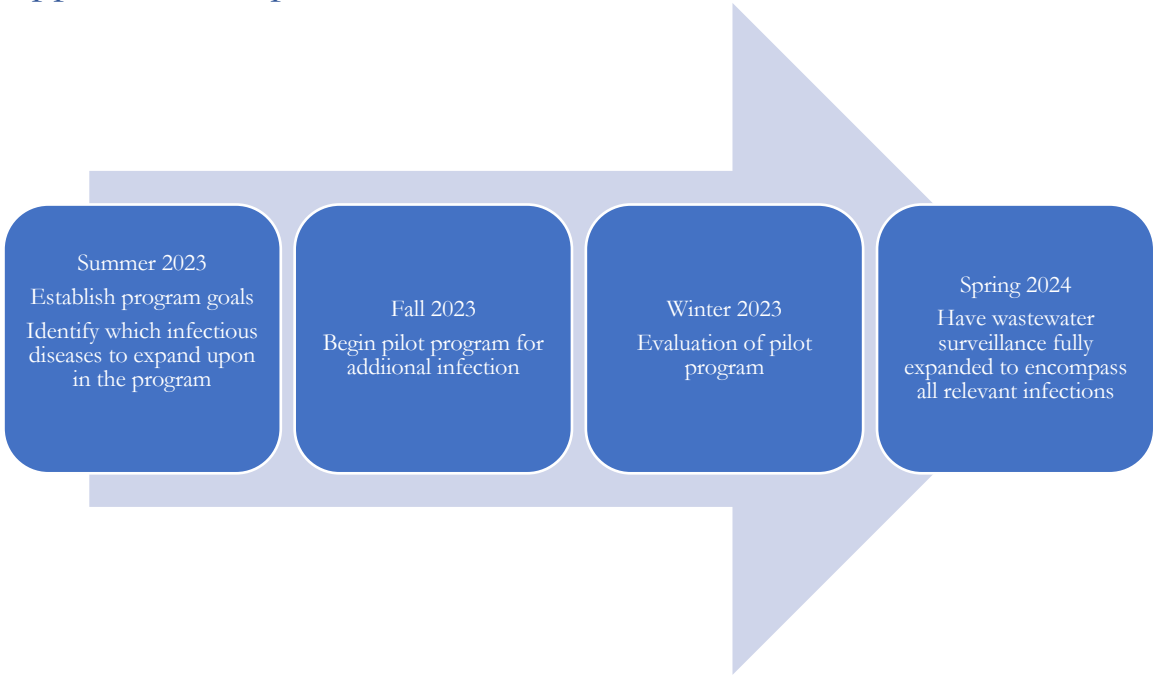 Summer 2023
Establish program goals
Identify which infectious
diseases to expand upon
in the program
Fall 2023
Begin pilot program for
addiional infection
Winter 2023
Evaluation of pilot
program
Spring 2024
Have wastewater
surveillance fully
expanded to encompass
all relevant infections